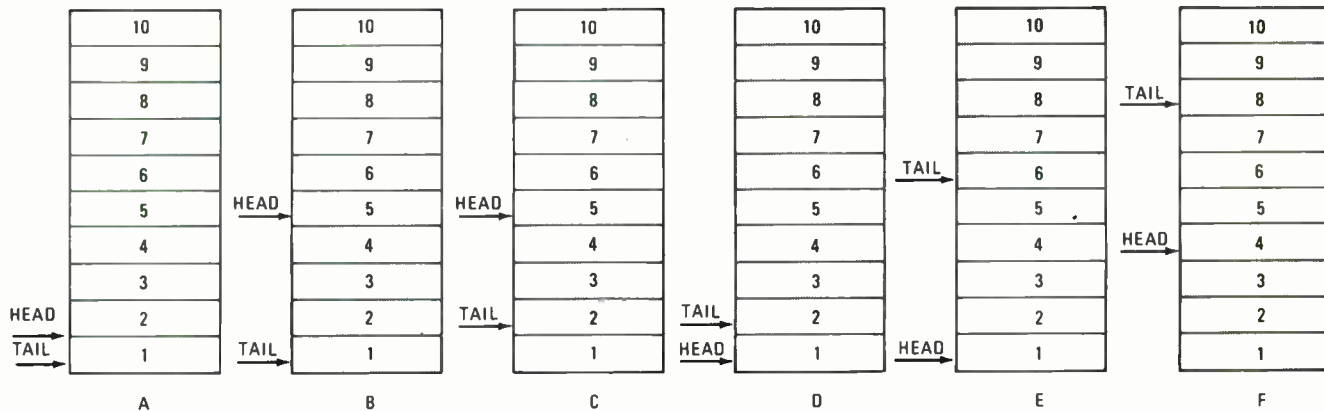 10 10 10 10 10 10
9 9 9 9 9 9
TAIL 8 8 8 8 8 8
7 7 7 7 7 7
TAIL 6 6 6 6 6 6
HEAD HEAD 5 5 5 5 5 5
HEAD 4 4 4 4 4 4
3 3 3 3 3 3
HEAD TAIL TAIL 2 2 2 2 2 2
TAIL TAIL HEAD HEAD 1 1 1 1 1 1
A B C D E F